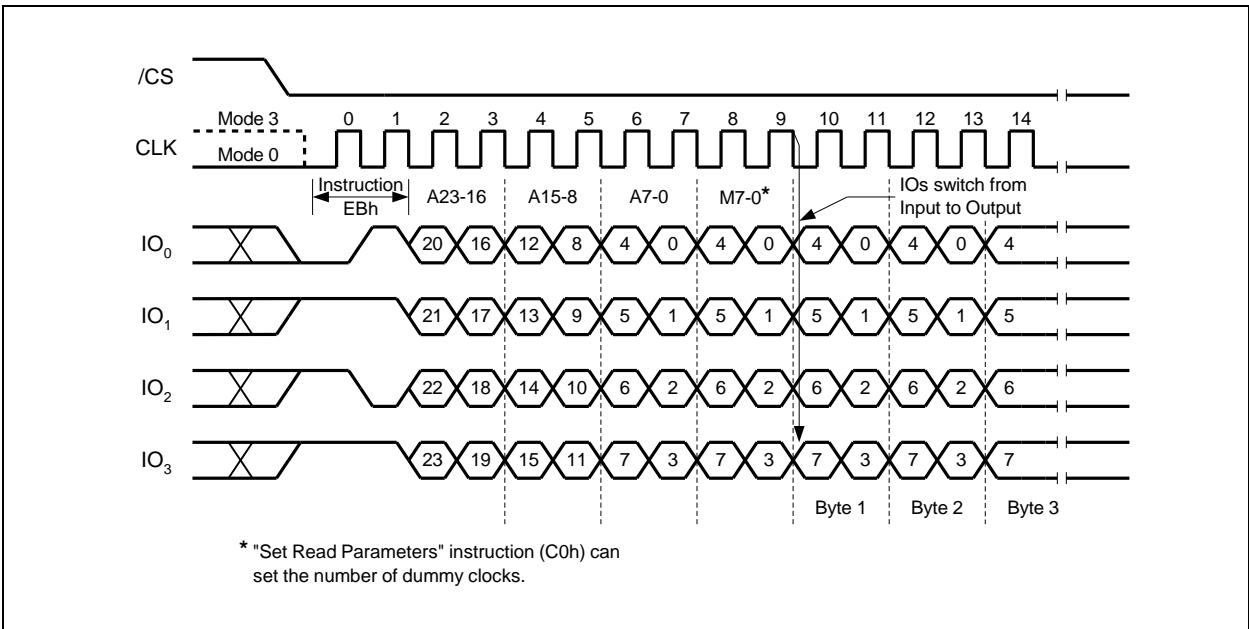 /CS
Mode 3 0 1 2 3 4 5 6 7 8 9 10 11 12 13 14
CLK
Mode 0
Instruction A23-16 A15-8 A7-0 M7-0* IOs switch from
EBh Input to Output
IO0 20 16 12 8 4 0 4 0 4 0 4 0 4
IO1 21 17 13 9 5 1 5 1 5 1 5 1 5
IO2 22 18 14 10 6 2 6 2 6 2 6 2 6
IO3 23 19 15 11 7 3 7 3 7 3 7 3 7
Byte 1 Byte 2 Byte 3
* "Set Read Parameters" instruction (C0h) can
set the number of dummy clocks.